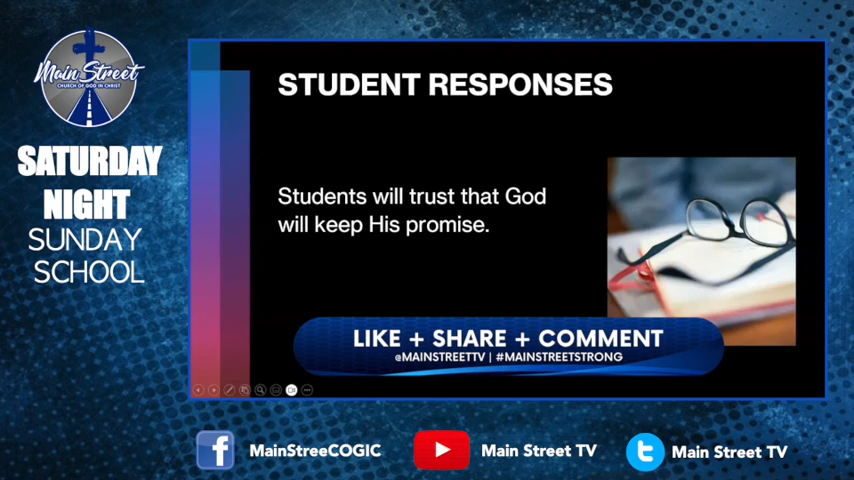 Main Street
CHURCH OF GOD IN CHRIST
SATURDAY
NIGHT
SUNDAY
SCHOOL
STUDENT RESPONSES
Students will trust that God
will keep His promise.
LIKE + SHARE + COMMENT
@MAINSTREETTV | #MAINSTREETSTRONG
MainStreeCOGIC
Main Street TV
Main Street TV